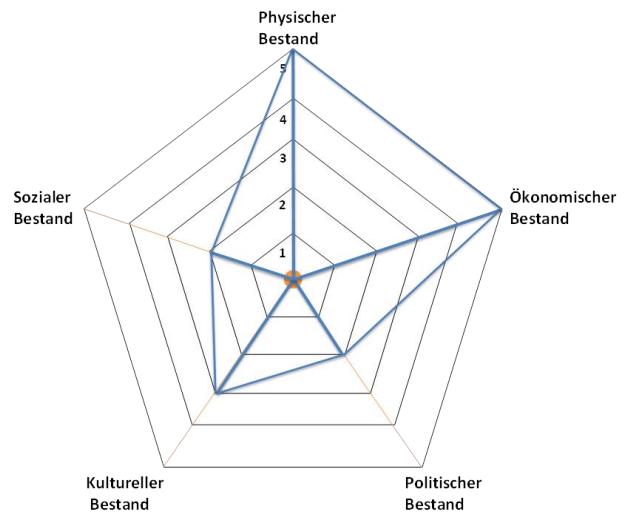 Physischer
Bestand
5
4
3
2
1
Sozialer
Bestand
Ökonomischer
Bestand
Kultureller
Bestand
Politischer
Bestand